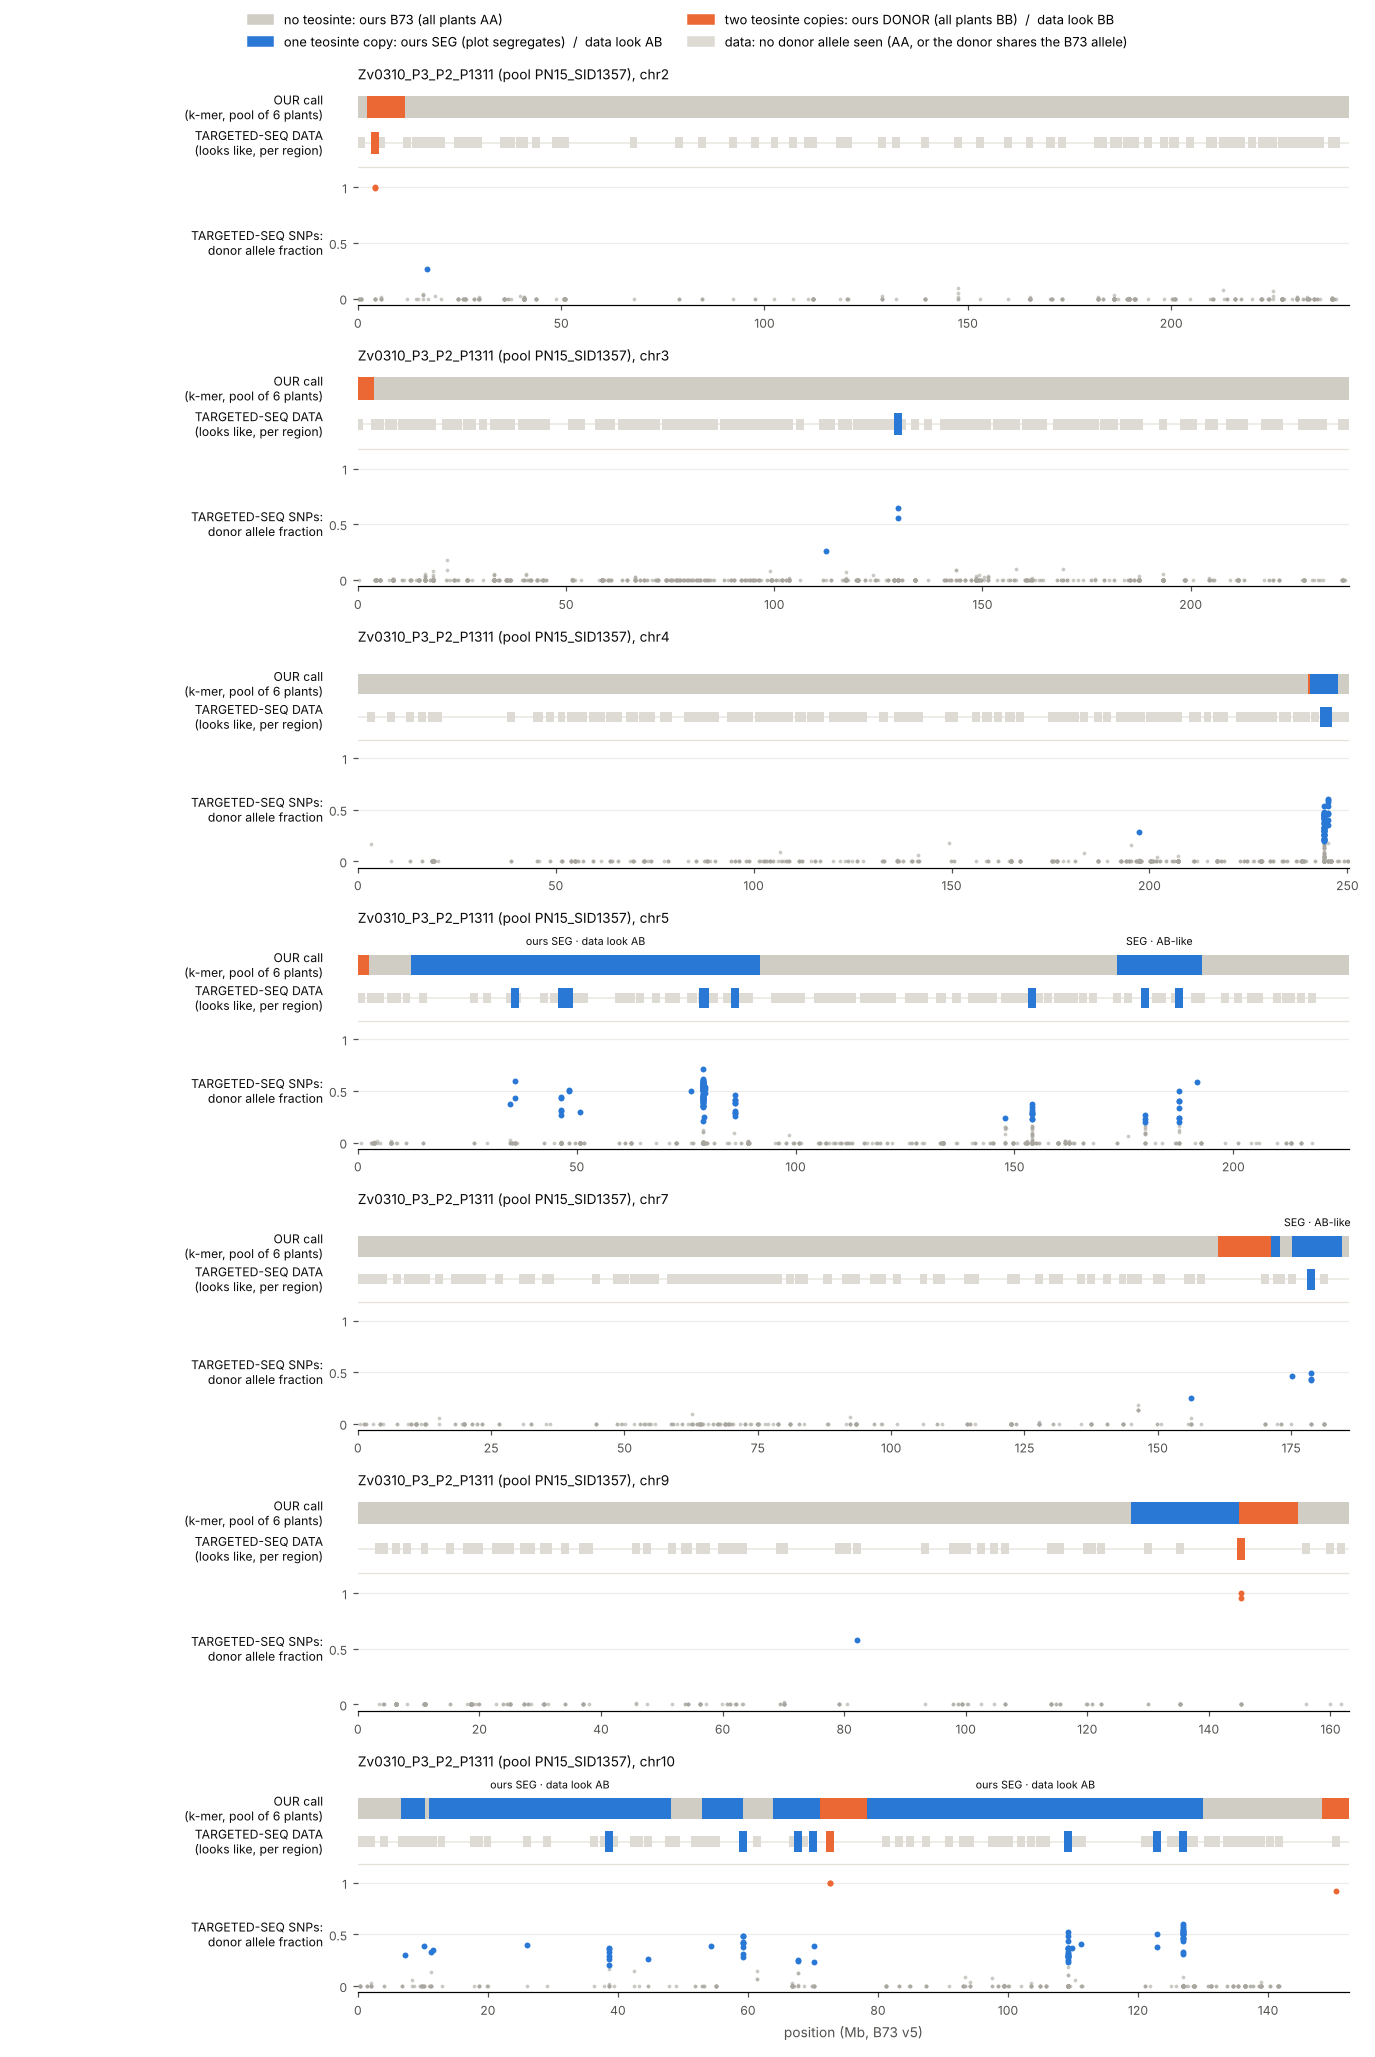 no teosinte: ours B73 (all plants AA)
two teosinte copies: ours DONOR (all plants BB)  /  data look BB
one teosinte copy: ours SEG (plot segregates)  /  data look AB
data: no donor allele seen (AA, or the donor shares the B73 allele)
Zv0310_P3_P2_P1311 (pool PN15_SID1357), chr2
OUR call
(k-mer, pool of 6 plants)
TARGETED-SEQ DATA
(looks like, per region)
1
TARGETED-SEQ SNPs:
donor allele fraction
0.5
0
0 50 100 150 200
Zv0310_P3_P2_P1311 (pool PN15_SID1357), chr3
OUR call
(k-mer, pool of 6 plants)
TARGETED-SEQ DATA
(looks like, per region)
1
TARGETED-SEQ SNPs:
donor allele fraction
0.5
0
0 50 100 150 200
Zv0310_P3_P2_P1311 (pool PN15_SID1357), chr4
OUR call
(k-mer, pool of 6 plants)
TARGETED-SEQ DATA
(looks like, per region)
1
TARGETED-SEQ SNPs:
donor allele fraction
0.5
0
0 50 100 150 200 250
Zv0310_P3_P2_P1311 (pool PN15_SID1357), chr5
ours SEG · data look AB SEG · AB-like
OUR call
(k-mer, pool of 6 plants)
TARGETED-SEQ DATA
(looks like, per region)
1
TARGETED-SEQ SNPs:
donor allele fraction
0.5
0
0 50 100 150 200
Zv0310_P3_P2_P1311 (pool PN15_SID1357), chr7
SEG · AB-like
OUR call
(k-mer, pool of 6 plants)
TARGETED-SEQ DATA
(looks like, per region)
1
TARGETED-SEQ SNPs:
donor allele fraction
0.5
0
0 25 50 75 100 125 150 175
Zv0310_P3_P2_P1311 (pool PN15_SID1357), chr9
OUR call
(k-mer, pool of 6 plants)
TARGETED-SEQ DATA
(looks like, per region)
1
TARGETED-SEQ SNPs:
donor allele fraction
0.5
0
0 20 40 60 80 100 120 140 160
Zv0310_P3_P2_P1311 (pool PN15_SID1357), chr10
ours SEG · data look AB ours SEG · data look AB
OUR call
(k-mer, pool of 6 plants)
TARGETED-SEQ DATA
(looks like, per region)
1
TARGETED-SEQ SNPs:
donor allele fraction
0.5
0
0 20 40 60 80 100 120 140
position (Mb, B73 v5)